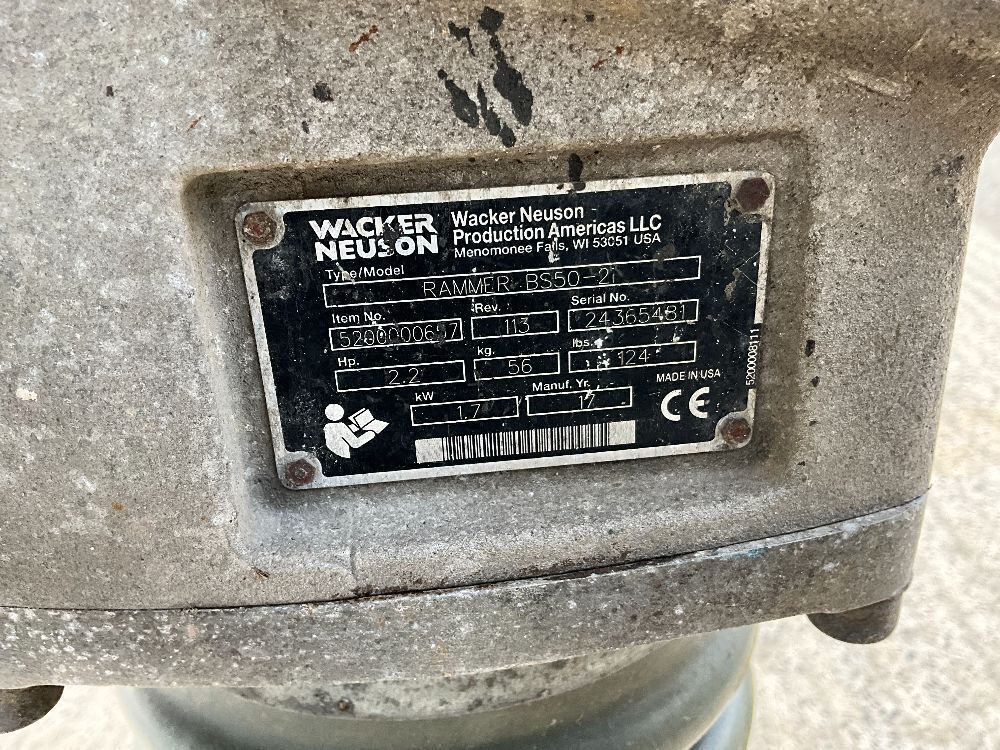 WACKER
NEUSON
Wacker Neuson
Production Americas LLC
Menomonee Falls, WI 53051 USA
Type/Model
RAMMER BS50-2i
Item No. Rev. Serial No.
113 24365481
Hp. kg. lbs.
2.2 56 124
kW Manuf. Yr. MADE IN USA
1.7 17 CE
5200008111